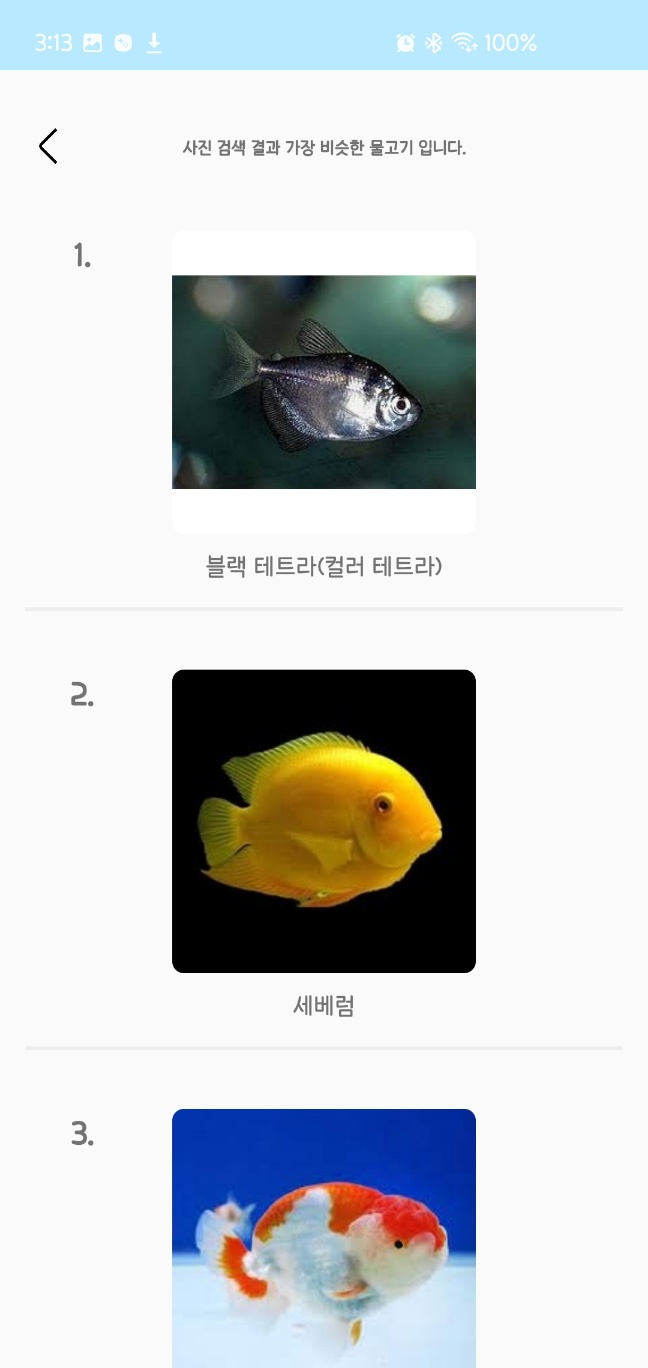 3:13 100%
사진 검색 결과 가장 비슷한 물고기 입니다.
1.
블랙 테트라(컬러 테트라)
2.
세베럼
3.